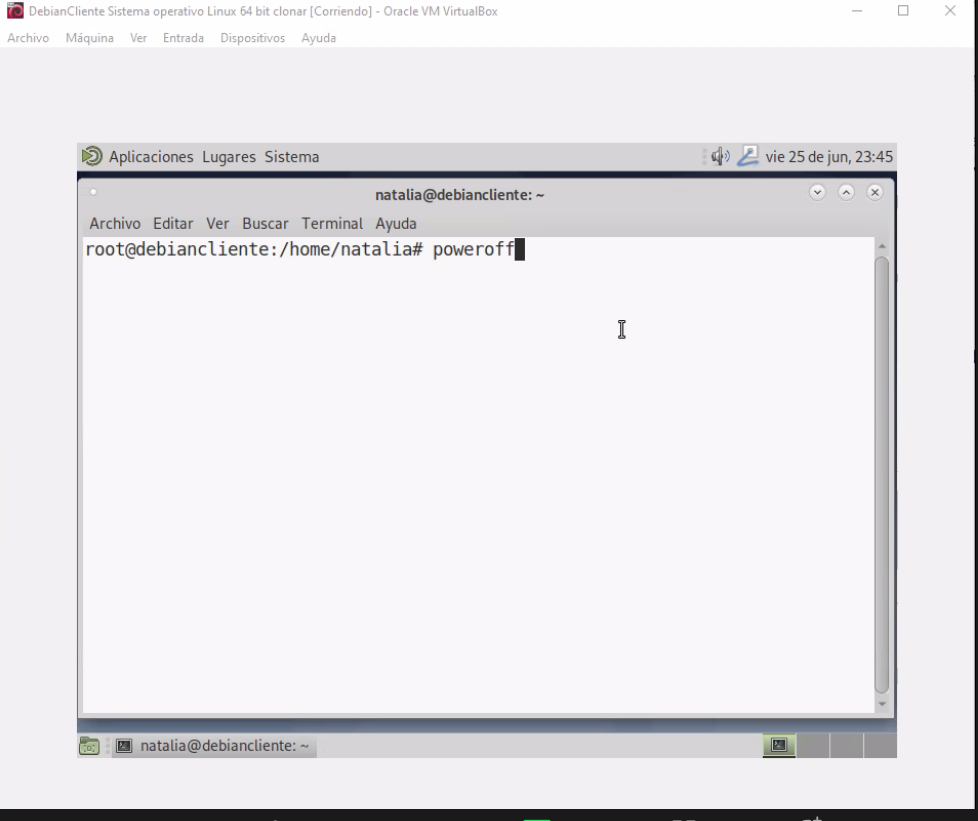 DebianCliente Sistema operativo Linux 64 bit clonar [Corriendo] - Oracle VM VirtualBox
Archivo Máquina Ver Entrada Dispositivos Ayuda
Aplicaciones Lugares Sistema vie 25 de jun, 23:45
natalia@debiancliente: ~
Archivo Editar Ver Buscar Terminal Ayuda
root@debiancliente:/home/natalia# poweroff
natalia@debiancliente: ~